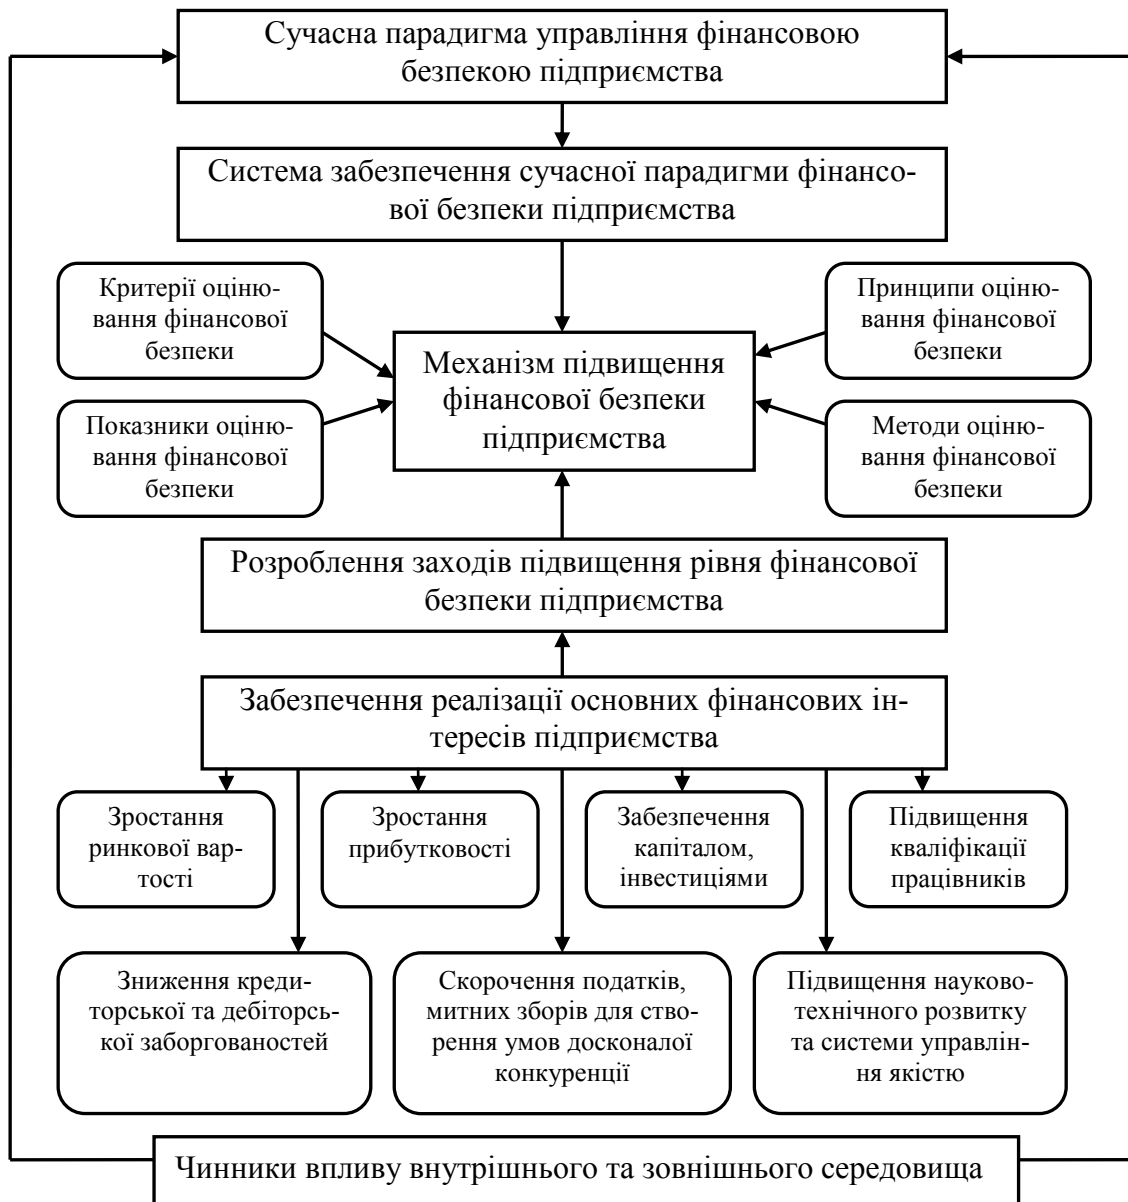 Сучасна парадигма управління фінансовою
безпекою підприємства
Система забезпечення сучасної парадигми фінансо-
вої безпеки підприємства
Критерії оціню-
вання фінансової
безпеки
Принципи оціню-
вання фінансової
безпеки
Механізм підвищення
фінансової безпеки
підприємства
Показники оціню-
вання фінансової
безпеки
Методи оціню-
вання фінансової
безпеки
Розроблення заходів підвищення рівня фінансової
безпеки підприємства
Забезпечення реалізації основних фінансових ін-
тересів підприємства
Зростання
ринкової вар-
тості
Зростання
прибутковості
Забезпечення
капіталом,
інвестиціями
Підвищення
кваліфікації
працівників
Зниження креди-
торської та дебіторсь-
кої заборгованостей
Скорочення податків,
митних зборів для ство-
рення умов досконалої
конкуренції
Підвищення науково-
технічного розвитку
та системи управлін-
ня якістю
Чинники впливу внутрішнього та зовнішнього середовища